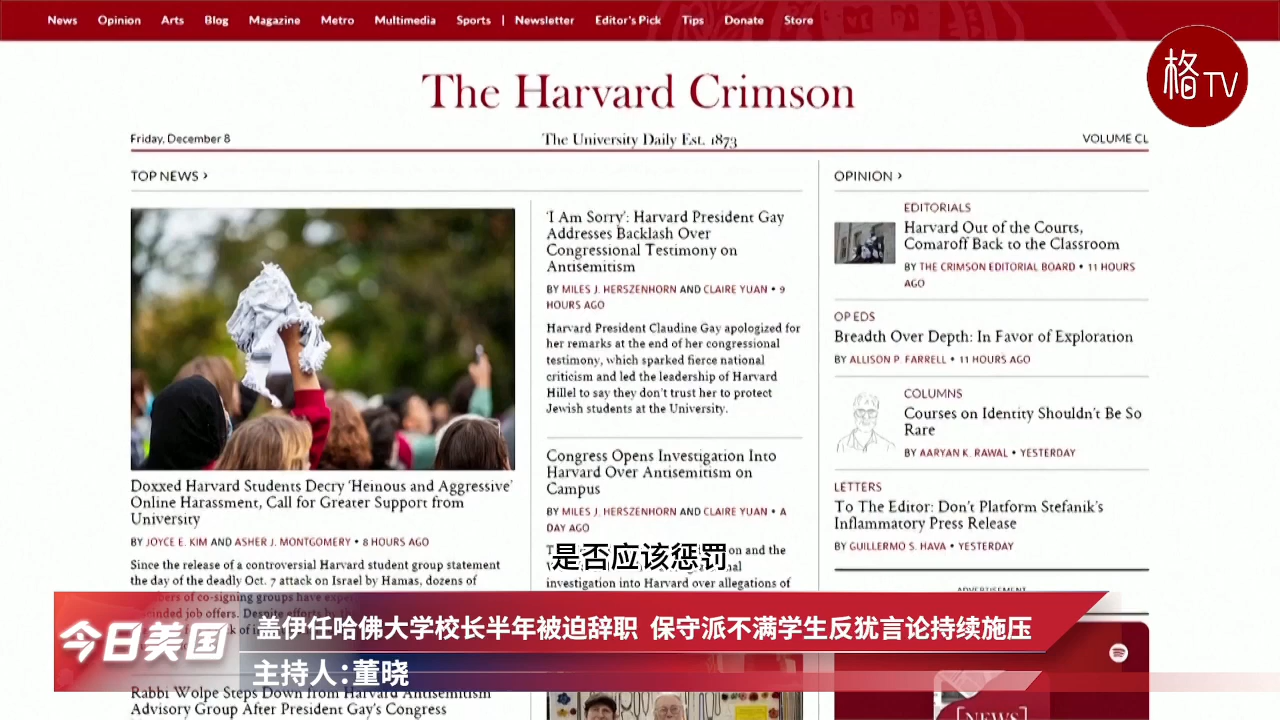 News Opinion Arts Blog Magazine Metro Multimedia Sports | Newsletter Editor's Pick Tips Donate Store
格TV
The Harvard Crimson
Friday, December 8
The University Daily Est. 1873
VOLUME CL
TOP NEWS ›
Doxxed Harvard Students Decry 'Heinous and Aggressive'
Online Harassment, Call for Greater Support from
University
BY JOYCE E. KIM AND ASHER J. MONTGOMERY • 8 HOURS AGO
Since the release of a controversial Harvard student group statement
the day of the deadly Oct. 7 attack on Israel by Hamas, dozens of
Rabbi Wolpe Steps Down from Harvard Antisemitism
Advisory Group After President Gay's Congress
'I Am Sorry': Harvard President Gay
Addresses Backlash Over
Congressional Testimony on
Antisemitism
BY MILES J. HERSZENHORN AND CLAIRE YUAN • 9
HOURS AGO
Harvard President Claudine Gay apologized for
her remarks at the end of her congressional
testimony, which sparked fierce national
criticism and led the leadership of Harvard
Hillel to say they don't trust her to protect
Jewish students at the University.
Congress Opens Investigation Into
Harvard Over Antisemitism on
Campus
BY MILES J. HERSZENHORN AND CLAIRE YUAN • A
DAY AGO
on and the
investigation into Harvard over allegations of
OPINION ›
EDITORIALS
Harvard Out of the Courts,
Comaroff Back to the Classroom
BY THE CRIMSON EDITORIAL BOARD • 11 HOURS
AGO
OP EDS
Breadth Over Depth: In Favor of Exploration
BY ALLISON P. FARRELL • 11 HOURS AGO
COLUMNS
Courses on Identity Shouldn't Be So
Rare
BY AARYAN K. RAWAL • YESTERDAY
LETTERS
To The Editor: Don't Platform Stefanik's
Inflammatory Press Release
BY GUILLERMO S. HAVA • YESTERDAY
ADVERTISEMENT
NEWS
是否应该惩罚
今日美国
盖伊任哈佛大学校长半年被迫辞职 保守派不满学生反犹言论持续施压
主持人：董晓